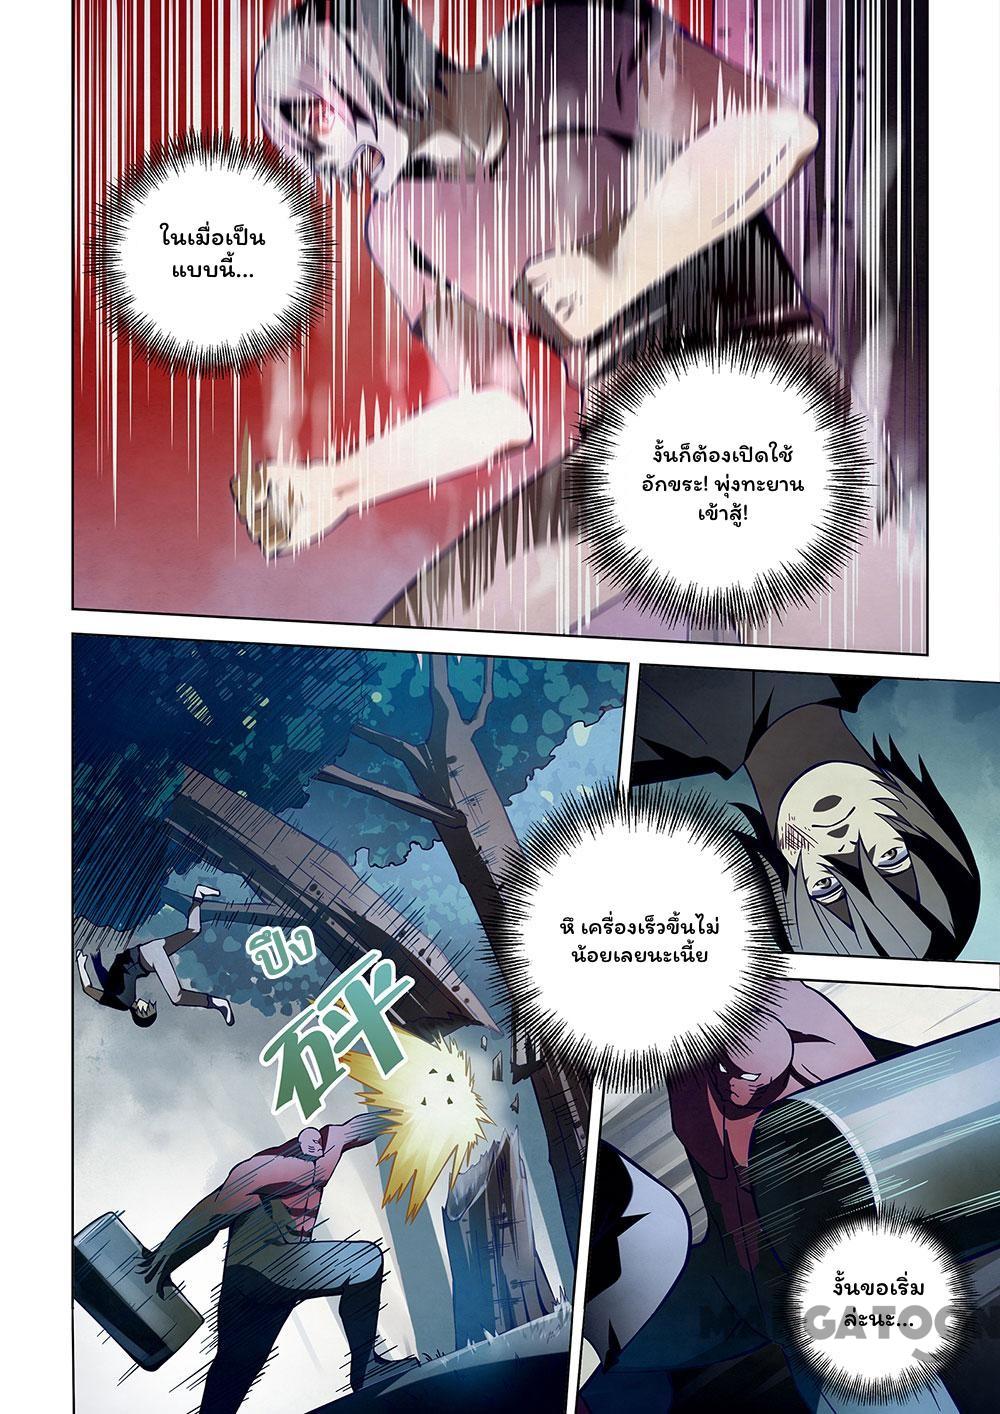 ในเมื่อเป็น
แบบนี้...
งั้นก็ต้องเปิดใช้
อักขระ! พุ่งทะยาน
เข้าสู้!
หึ เครื่องเร็วขึ้นไม่
น้อยเลยนะเนี่ย
ปึง
งั้นขอเริ่ม
ล่ะนะ...
MANGATOON